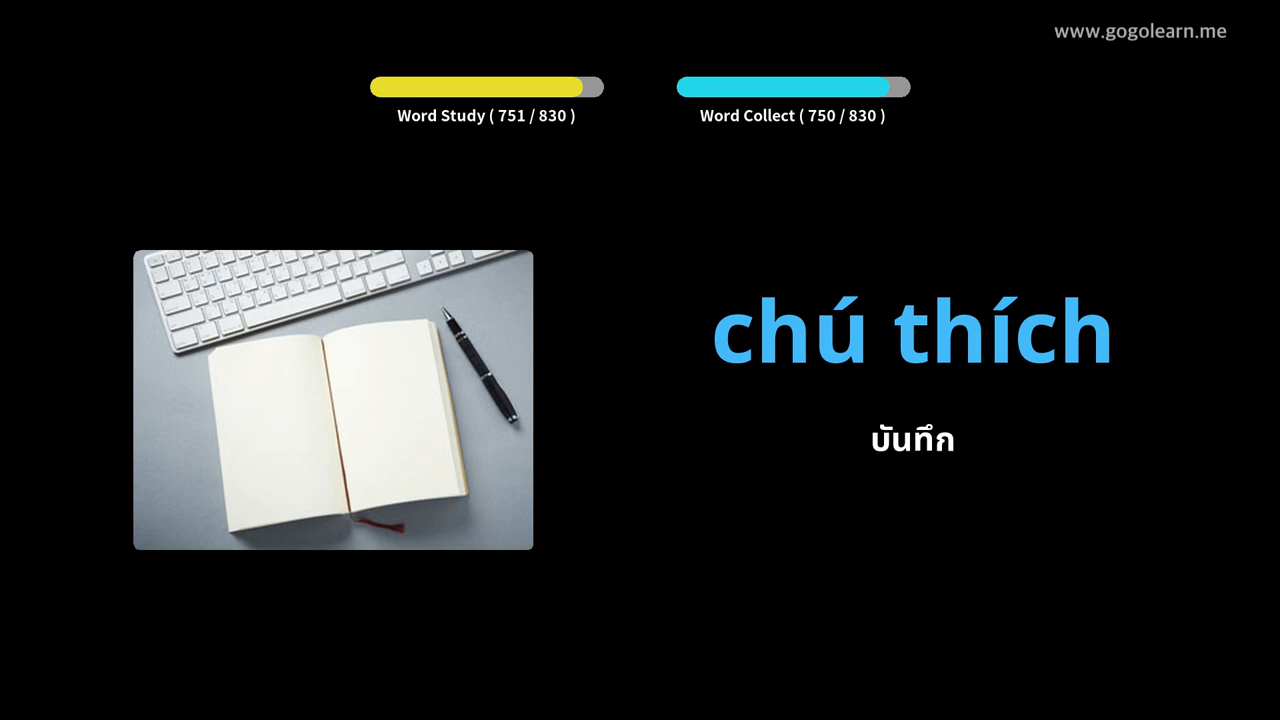 www.gogolearn.me
Word Study ( 751 / 830 )
Word Collect ( 750 / 830 )
chú thích
บันทึก